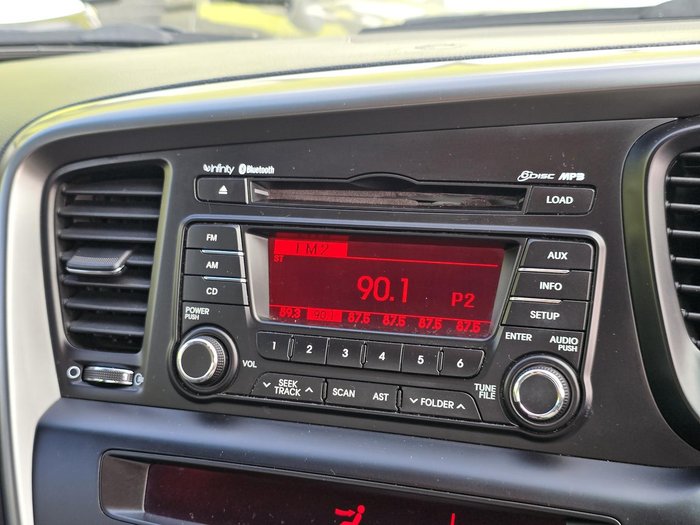 infinity Bluetooth
6DISC MP3
LOAD
FM
AM
CD
FM2
ST
90.1
P2
89.3 90.1 87.5 87.5 87.5 87.5
AUX
INFO
SETUP
POWER
PUSH
VOL
1 2 3 4 5 6
ENTER
AUDIO
PUSH
SEEK
TRACK
SCAN AST
FOLDER
TUNE
FILE